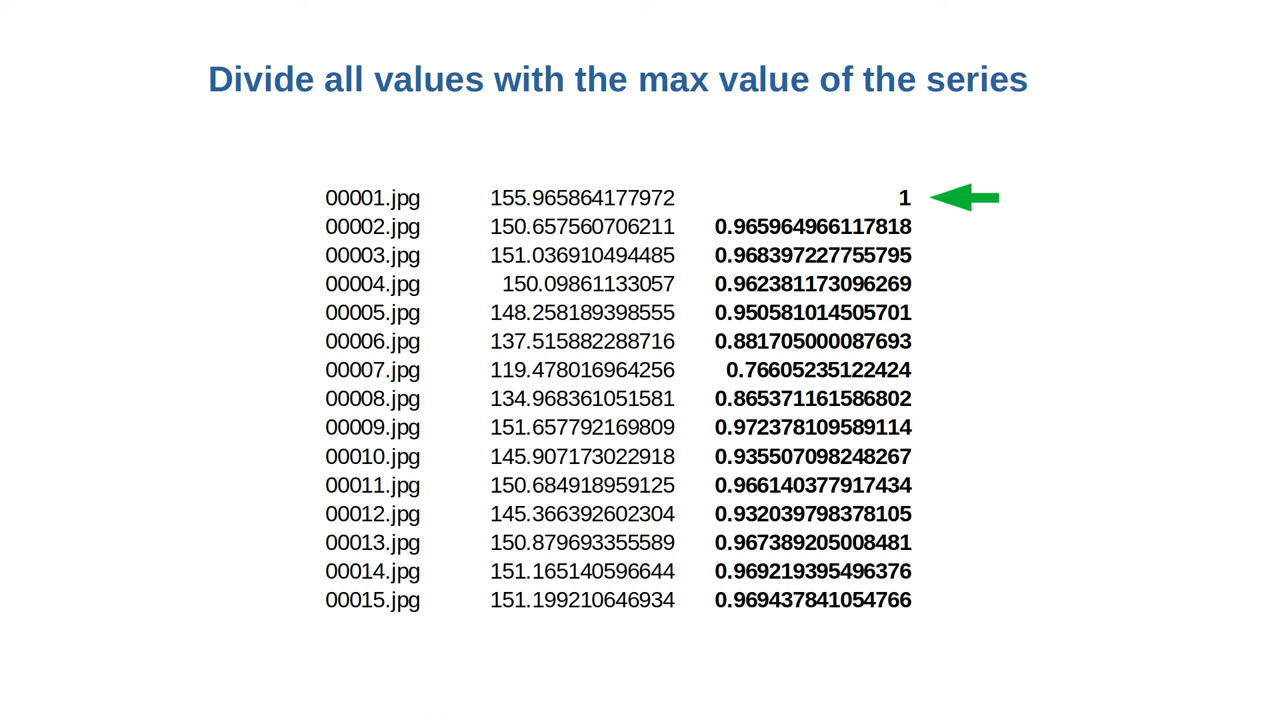 Divide all values with the max value of the series
00001.jpg 155.965864177972 1
00002.jpg 150.657560706211 0.965964966117818
00003.jpg 151.036910494485 0.968397227755795
00004.jpg 150.09861133057 0.962381173096269
00005.jpg 148.258189398555 0.950581014505701
00006.jpg 137.515882288716 0.881705000087693
00007.jpg 119.478016964256 0.76605235122424
00008.jpg 134.968361051581 0.865371161586802
00009.jpg 151.657792169809 0.972378109589114
00010.jpg 145.907173022918 0.935507098248267
00011.jpg 150.684918959125 0.966140377917434
00012.jpg 145.366392602304 0.932039798378105
00013.jpg 150.879693355589 0.967389205008481
00014.jpg 151.165140596644 0.969219395496376
00015.jpg 151.199210646934 0.969437841054766